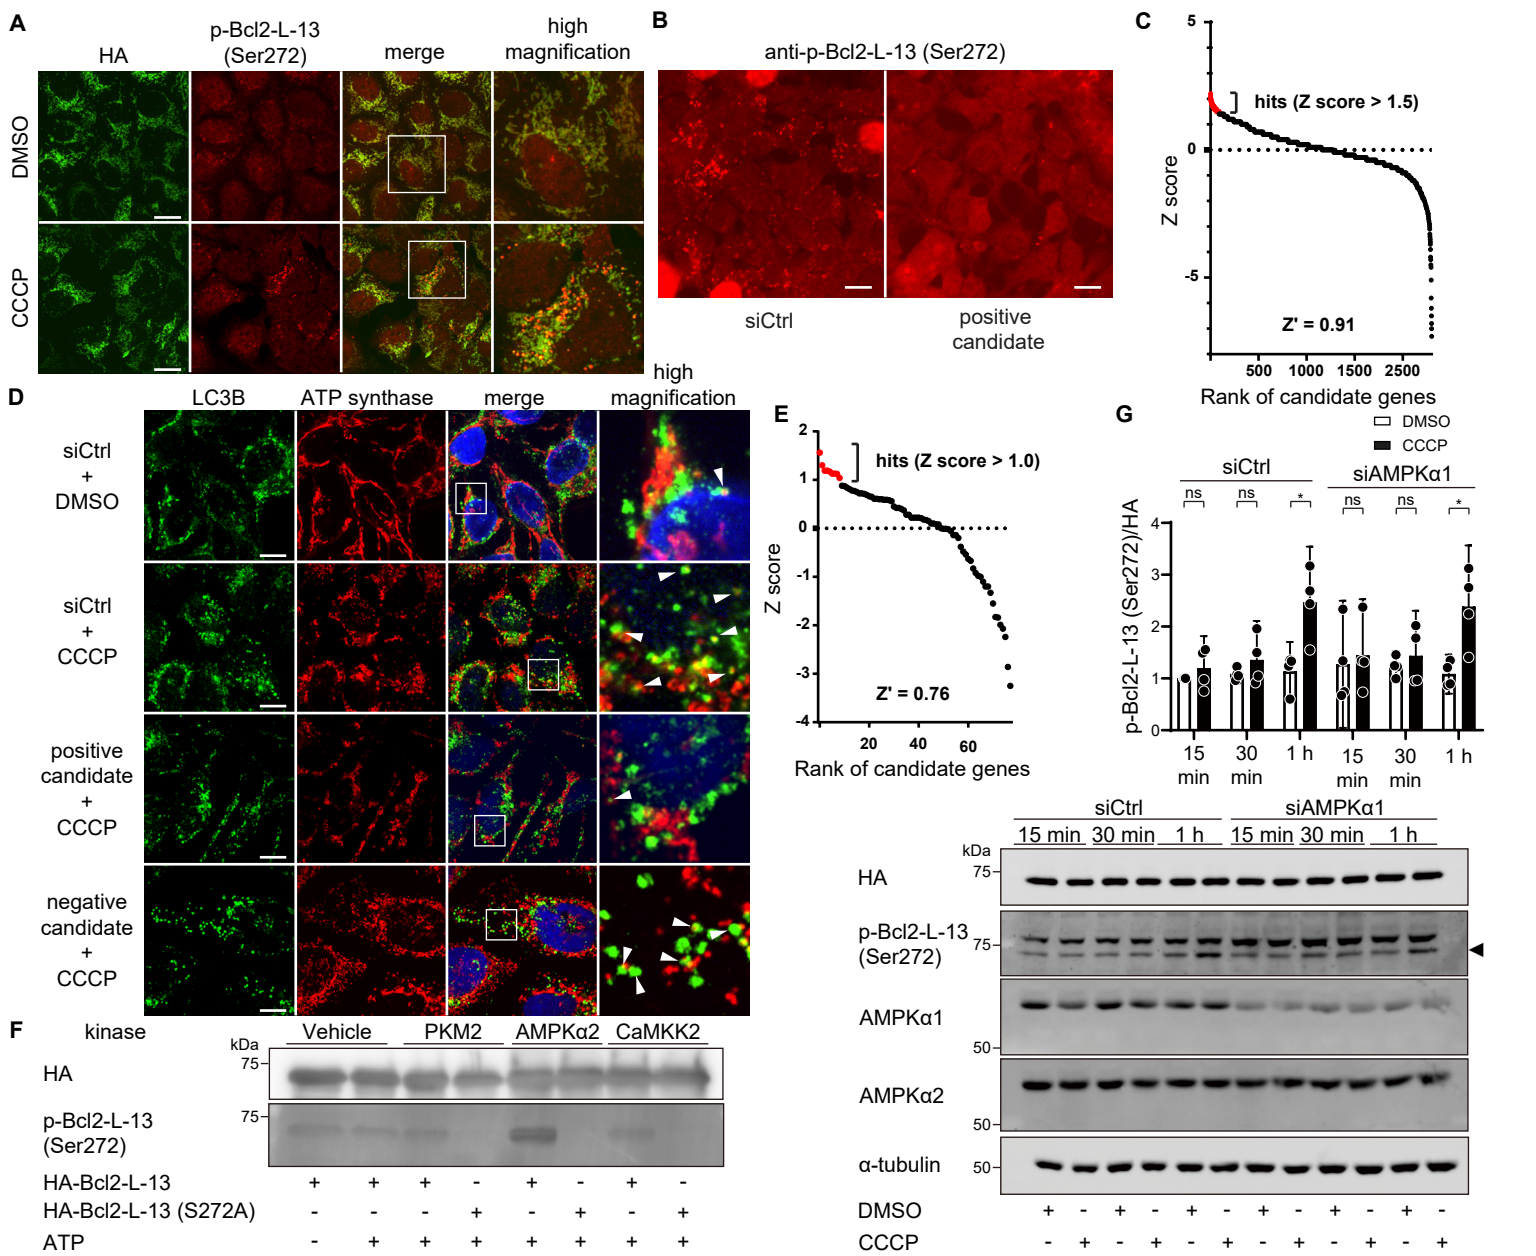 A
HA
p-Bcl2-L-13
(Ser272)
merge
high
magnification
DMSO
CCCP
B
anti-p-Bcl2-L-13 (Ser272)
siCtrl
positive
candidate
C
5
0
-5
Z score
hits (Z score > 1.5)
Z' = 0.91
500 1000 1500 2000 2500
Rank of candidate genes
D
LC3B
ATP synthase
merge
high
magnification
siCtrl
+
DMSO
siCtrl
+
CCCP
positive
candidate
+
CCCP
negative
candidate
+
CCCP
E
2
1
0
-1
-2
-3
-4
Z score
hits (Z score > 1.0)
Z' = 0.76
20 40 60
Rank of candidate genes
F
kinase
Vehicle PKM2 AMPKα2 CaMKK2
kDa
HA
75
p-Bcl2-L-13
(Ser272)
75
HA-Bcl2-L-13 + + + - + - + -
HA-Bcl2-L-13 (S272A) - - - + - + - +
ATP - + + + + + + +
G
DMSO
CCCP
siCtrl siAMPKα1
ns ns * ns ns *
p-Bcl2-L-13 (Ser272)/HA
4
3
2
1
0
15 30 1 h 15 30 1 h
min min min min
siCtrl siAMPKα1
15 min 30 min 1 h 15 min 30 min 1 h
kDa
HA
75
p-Bcl2-L-13
(Ser272)
75
AMPKα1
50
AMPKα2
50
α-tubulin
50
DMSO + - + - + - + - + - + -
CCCP - + - + - + - + - + - +